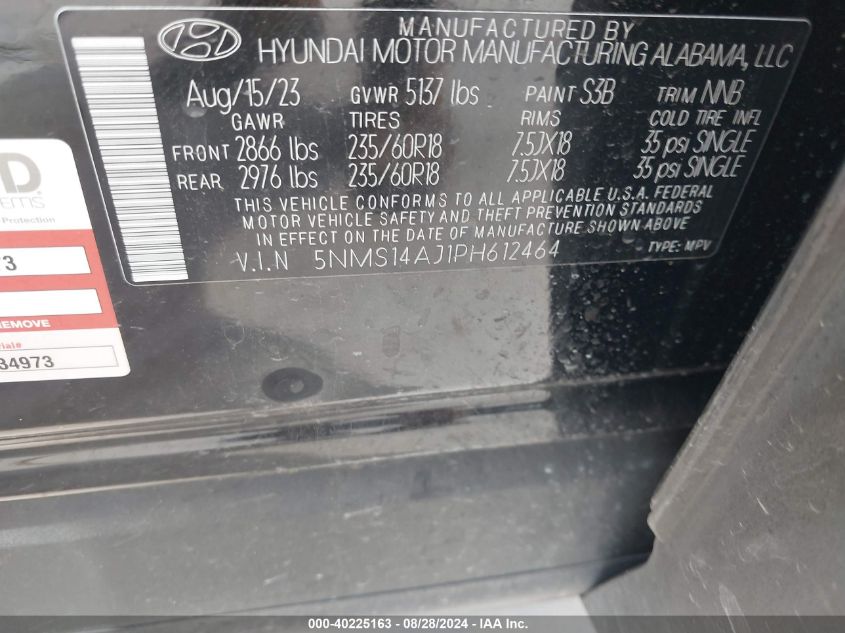 MANUFACTURED BY
HYUNDAI MOTOR MANUFACTURING ALABAMA, LLC
Aug/15/23 GVWR 5137 lbs PAINT S3B TRIM NNB
GAWR TIRES RIMS COLD TIRE INFL
FRONT 2866 lbs 235/60R18 7.5JX18 35 psi SINGLE
REAR 2976 lbs 235/60R18 7.5JX18 35 psi SINGLE
THIS VEHICLE CONFORMS TO ALL APPLICABLE U.S.A. FEDERAL
MOTOR VEHICLE SAFETY AND THEFT PREVENTION STANDARDS
IN EFFECT ON THE DATE OF MANUFACTURE SHOWN ABOVE
V.I.N 5NMS14AJ1PH612464 TYPE: MPV
D
ems
Protection
3
EMOVE
34973
000-40225163 - 08/28/2024 - IAA Inc.